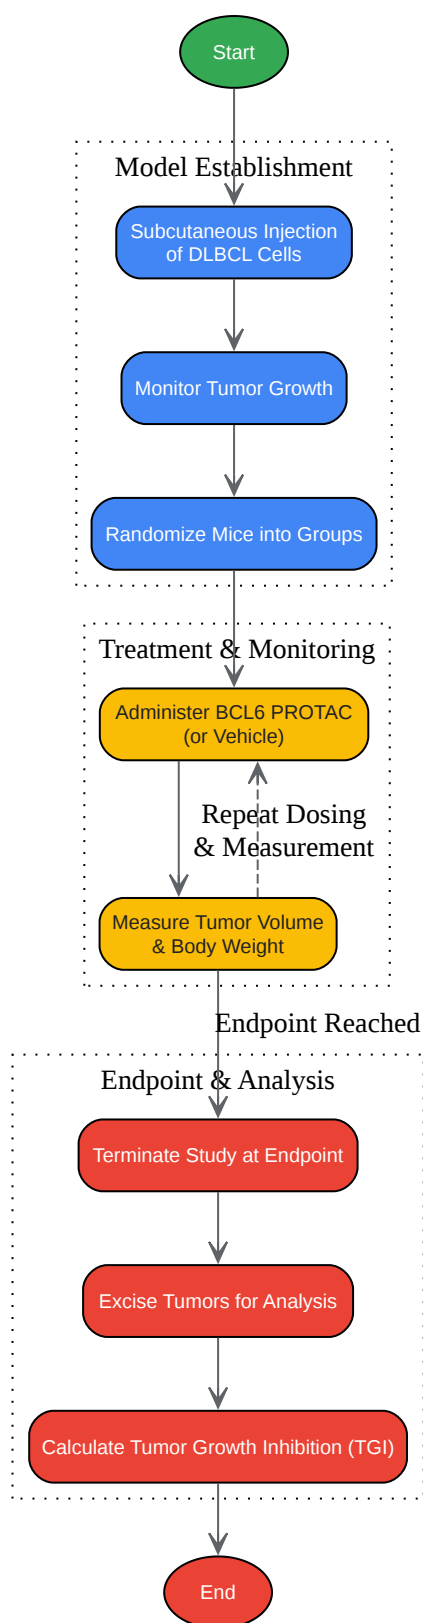 Start
Model Establishment
Subcutaneous Injection
of DLBCL Cells
Monitor Tumor Growth
Randomize Mice into Groups
Treatment & Monitoring
Administer BCL6 PROTAC
(or Vehicle)
Repeat Dosing
& Measurement
Measure Tumor Volume
& Body Weight
Endpoint Reached
Endpoint & Analysis
Terminate Study at Endpoint
Excise Tumors for Analysis
Calculate Tumor Growth Inhibition (TGI)
End